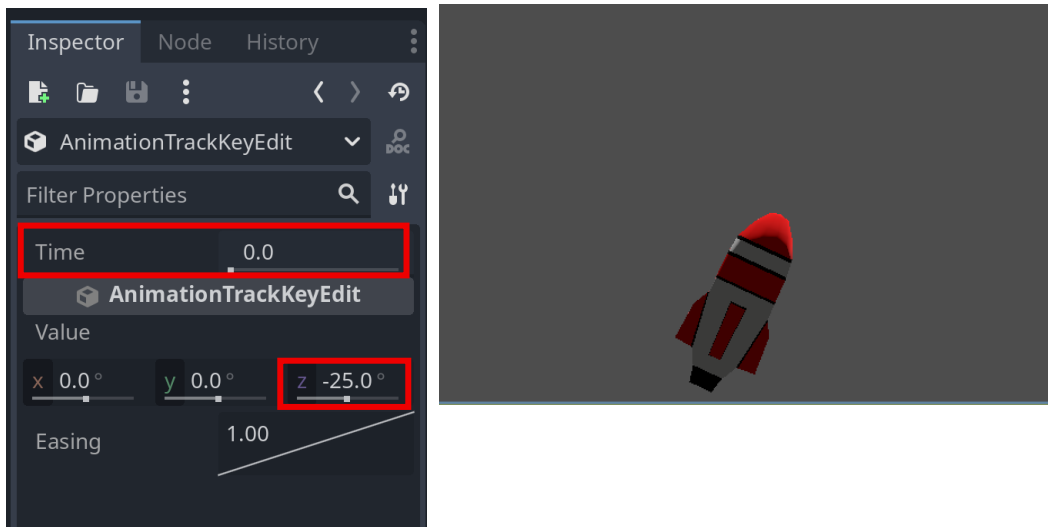 Inspector Node History
AnimationTrackKeyEdit
DOC
Filter Properties
Time 0.0
AnimationTrackKeyEdit
Value
x 0.0° y 0.0° z -25.0°
Easing 1.00